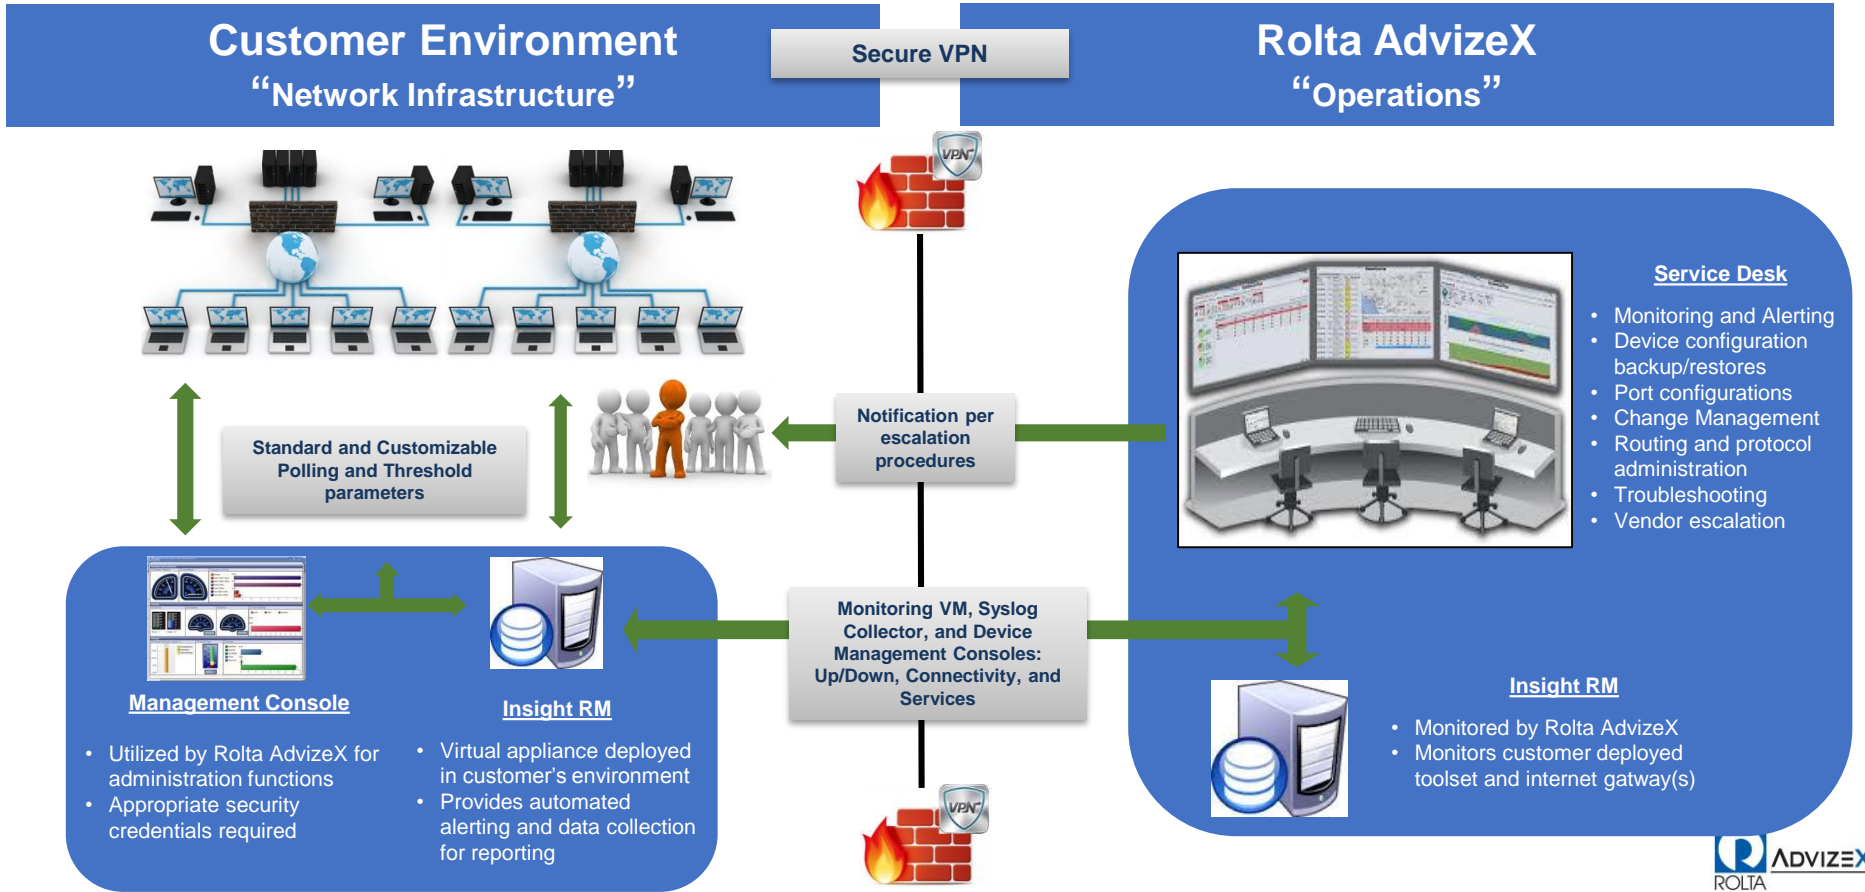 Customer Environment
“Network Infrastructure”
Secure VPN
Rolta AdvizeX
“Operations”
VPN
Service Desk
• Monitoring and Alerting
• Device configuration
backup/restores
• Port configurations
• Change Management
• Routing and protocol
administration
• Troubleshooting
• Vendor escalation
Notification per
escalation
procedures
Standard and Customizable
Polling and Threshold
parameters
Monitoring VM, Syslog
Collector, and Device
Management Consoles:
Up/Down, Connectivity, and
Services
Management Console
• Utilized by Rolta AdvizeX for
administration functions
• Appropriate security
credentials required
Insight RM
• Virtual appliance deployed
in customer’s environment
• Provides automated
alerting and data collection
for reporting
Insight RM
• Monitored by Rolta AdvizeX
• Monitors customer deployed
toolset and internet gatway(s)
VPN
ROLTA
ADVIZEX